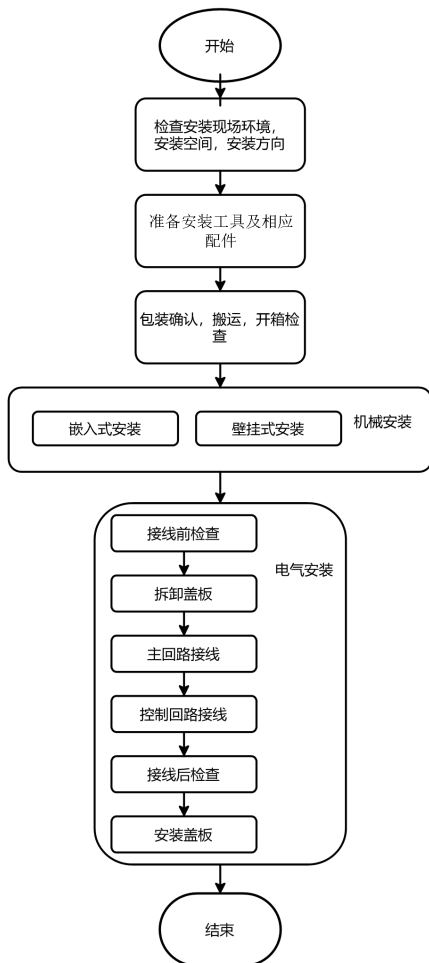 开始
检查安装现场环境，
安装空间，安装方向
准备安装工具及相应
配件
包装确认，搬运，开箱检
查
嵌入式安装
壁挂式安装
机械安装
接线前检查
电气安装
拆卸盖板
主回路接线
控制回路接线
接线后检查
安装盖板
结束